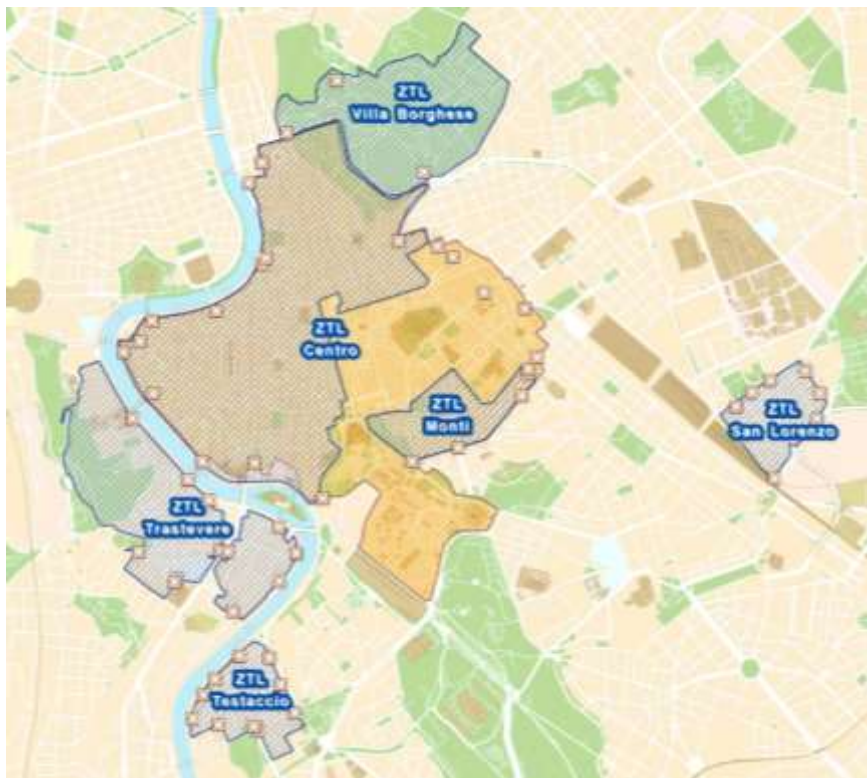 ZTL
Villa Borghese
ZTL
Centro
ZTL
Monti
ZTL
San Lorenzo
ZTL
Trastevere
ZTL
Testaccio